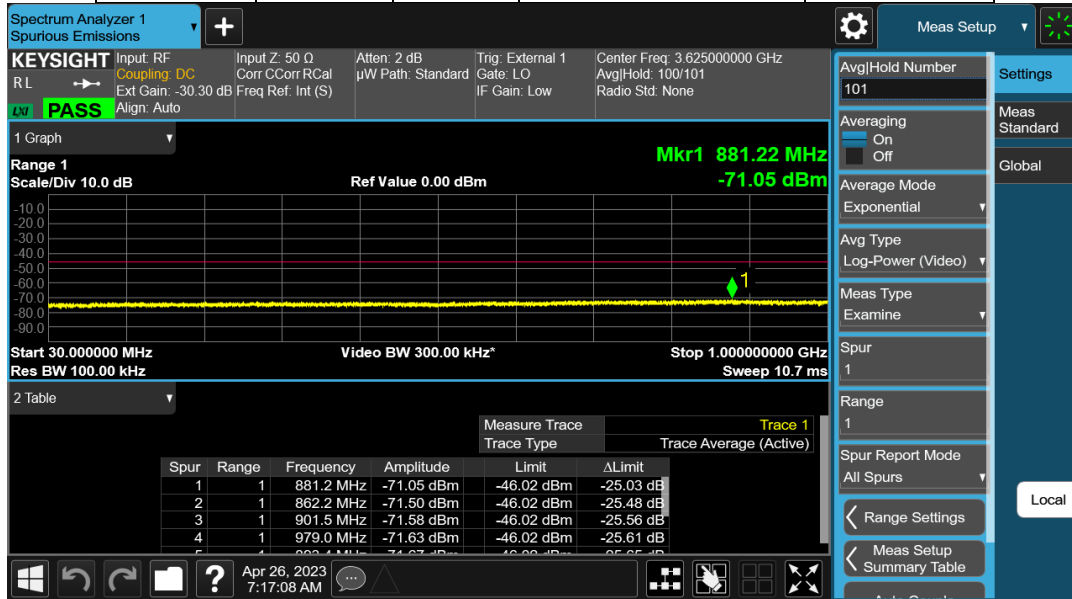 Spectrum Analyzer 1
Spurious Emissions
+
Meas Setup
KEYSIGHT
RL
LXI PASS
Input: RF
Coupling: DC
Ext Gain: -30.30 dB
Align: Auto
Input Z: 50 Ω
Corr CCorr RCal
Freq Ref: Int (S)
Atten: 2 dB
µW Path: Standard
Trig: External 1
Gate: LO
IF Gain: Low
Center Freq: 3.625000000 GHz
Avg|Hold: 100/101
Radio Std: None
1 Graph
Range 1
Scale/Div 10.0 dB
Ref Value 0.00 dBm
Mkr1 881.22 MHz
-71.05 dBm
-10.0
-20.0
-30.0
-40.0
-50.0
-60.0
-70.0
-80.0
-90.0
1
Start 30.000000 MHz
Res BW 100.00 kHz
Video BW 300.00 kHz*
Stop 1.000000000 GHz
Sweep 10.7 ms
2 Table
Measure Trace Trace 1
Trace Type Trace Average (Active)
Spur Range Frequency Amplitude Limit ΔLimit
1 1 881.2 MHz -71.05 dBm -46.02 dBm -25.03 dB
2 1 862.2 MHz -71.50 dBm -46.02 dBm -25.48 dB
3 1 901.5 MHz -71.58 dBm -46.02 dBm -25.56 dB
4 1 979.0 MHz -71.63 dBm -46.02 dBm -25.61 dB
?
Apr 26, 2023
7:17:08 AM
Avg|Hold Number
101
Averaging
On
Off
Average Mode
Exponential
Avg Type
Log-Power (Video)
Meas Type
Examine
Spur
1
Range
1
Spur Report Mode
All Spurs
Range Settings
Meas Setup
Summary Table
Settings
Meas
Standard
Global
Local